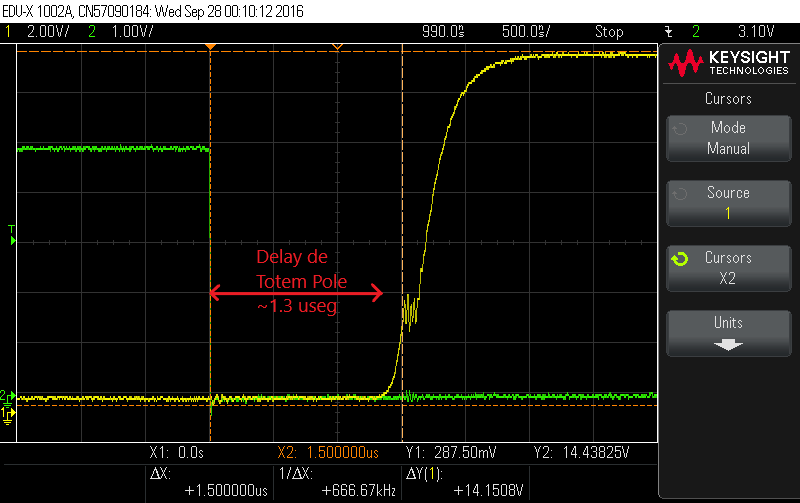 EDU-X 1002A, CN57090184: Wed Sep 28 00:10:12 2016
1 2.00V/ 2 1.00V/ 990.0s 500.0s/ Stop 2 3.10V
KEYSIGHT
TECHNOLOGIES
Cursors
Mode
Manual
Source
1
Cursors
X2
Units
T
Delay de
Totem Pole
~1.3 useg
2
1
X1: 0.0s X2: 1.500000us Y1: 287.50mV Y2: 14.43825V
ΔX: 1/ΔX: ΔY(1):
+1.500000us +666.67kHz +14.1508V